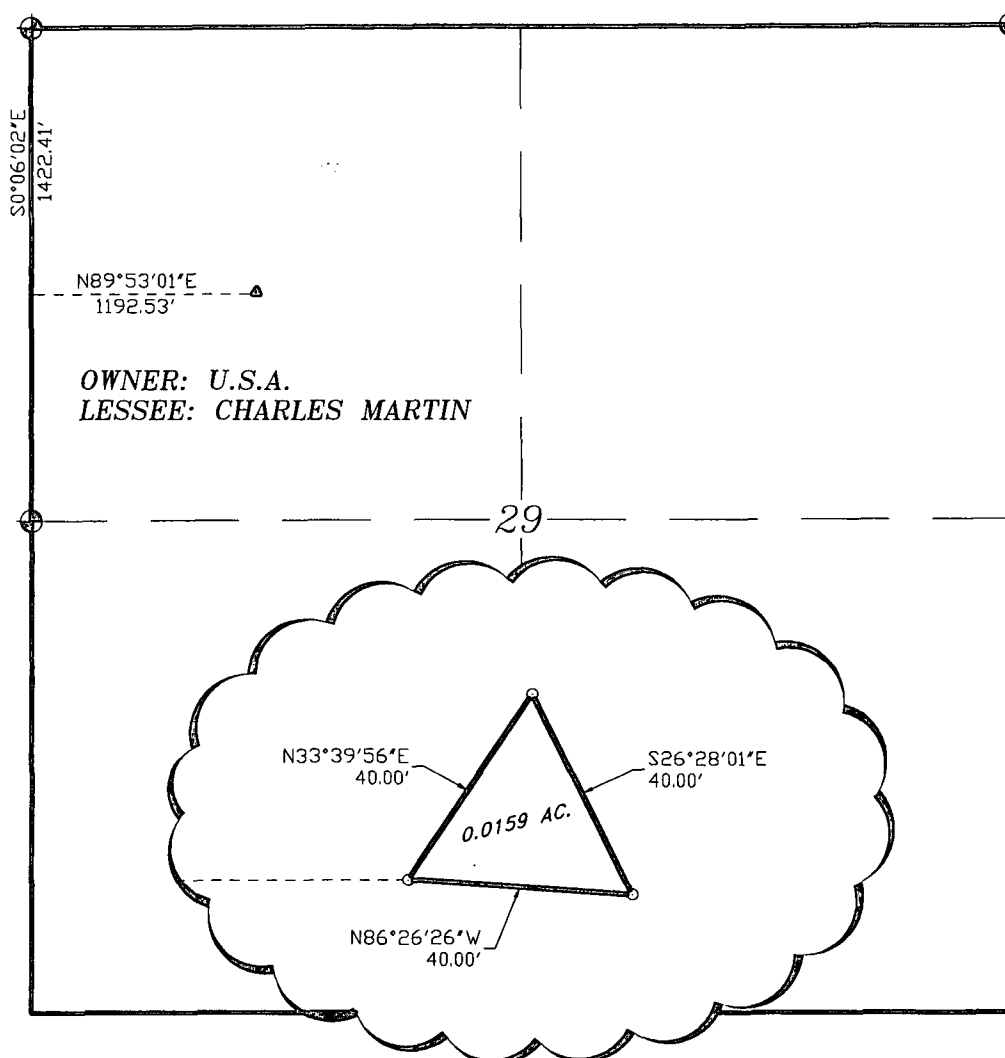 S0°06'02"E
1422.41'
N89°53'01"E
1192.53'
OWNER: U.S.A.
LESSEE: CHARLES MARTIN
29
N33°39'56"E
40.00'
S26°28'01"E
40.00'
0.0159 AC.
N86°26'26"W
40.00'